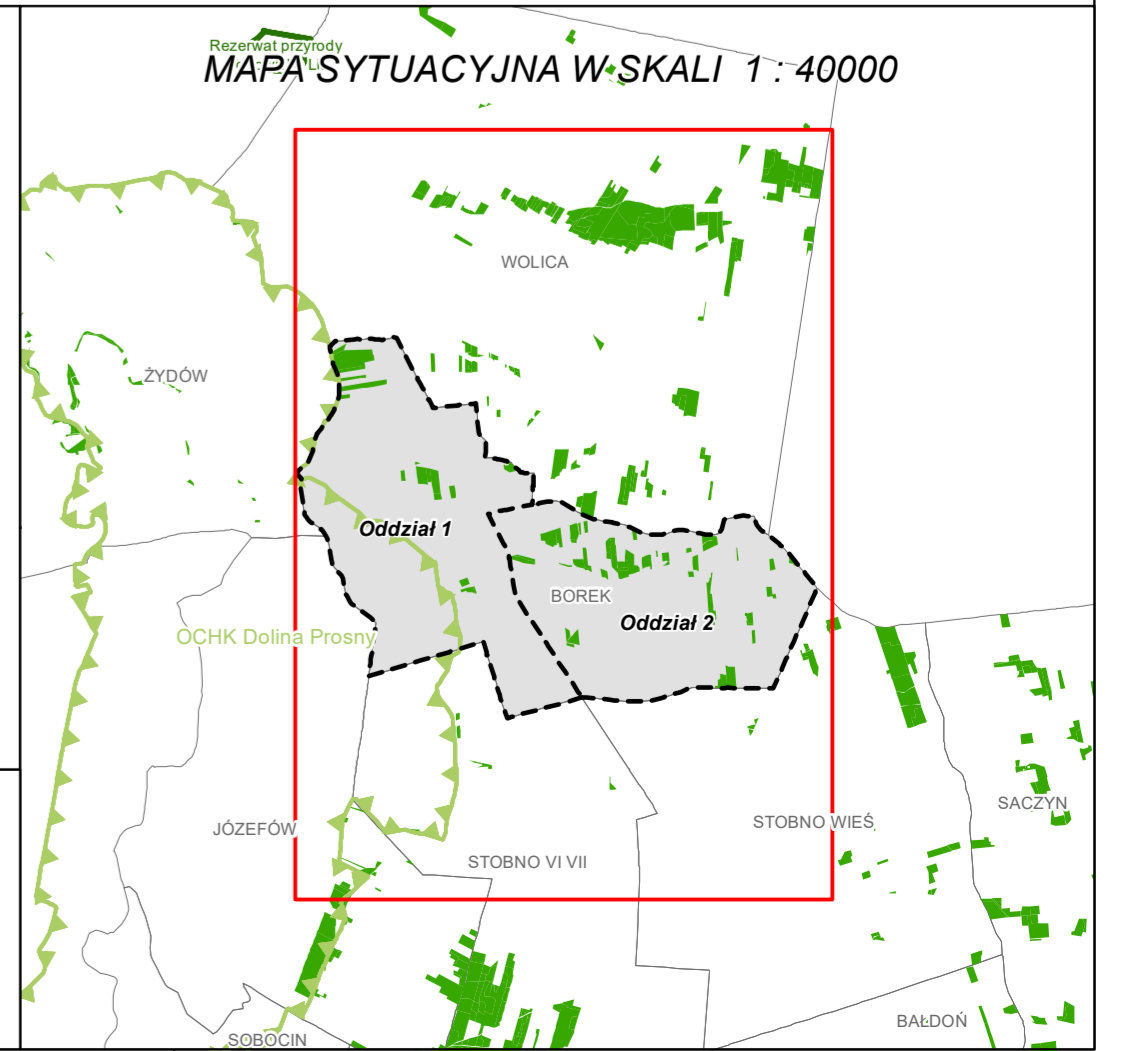 Rezerwat przyrody
MAPA SYTUACYJNA W SKALI 1 : 40000
WOLICA
ŻYDÓW
Oddział 1
BOREK
Oddział 2
OCHK Dolina Prosny
SACZYN
JÓZEFÓW
STOBNO WIEŚ
STOBNO VI VII
BAŁDOŃ
SOBOCIN